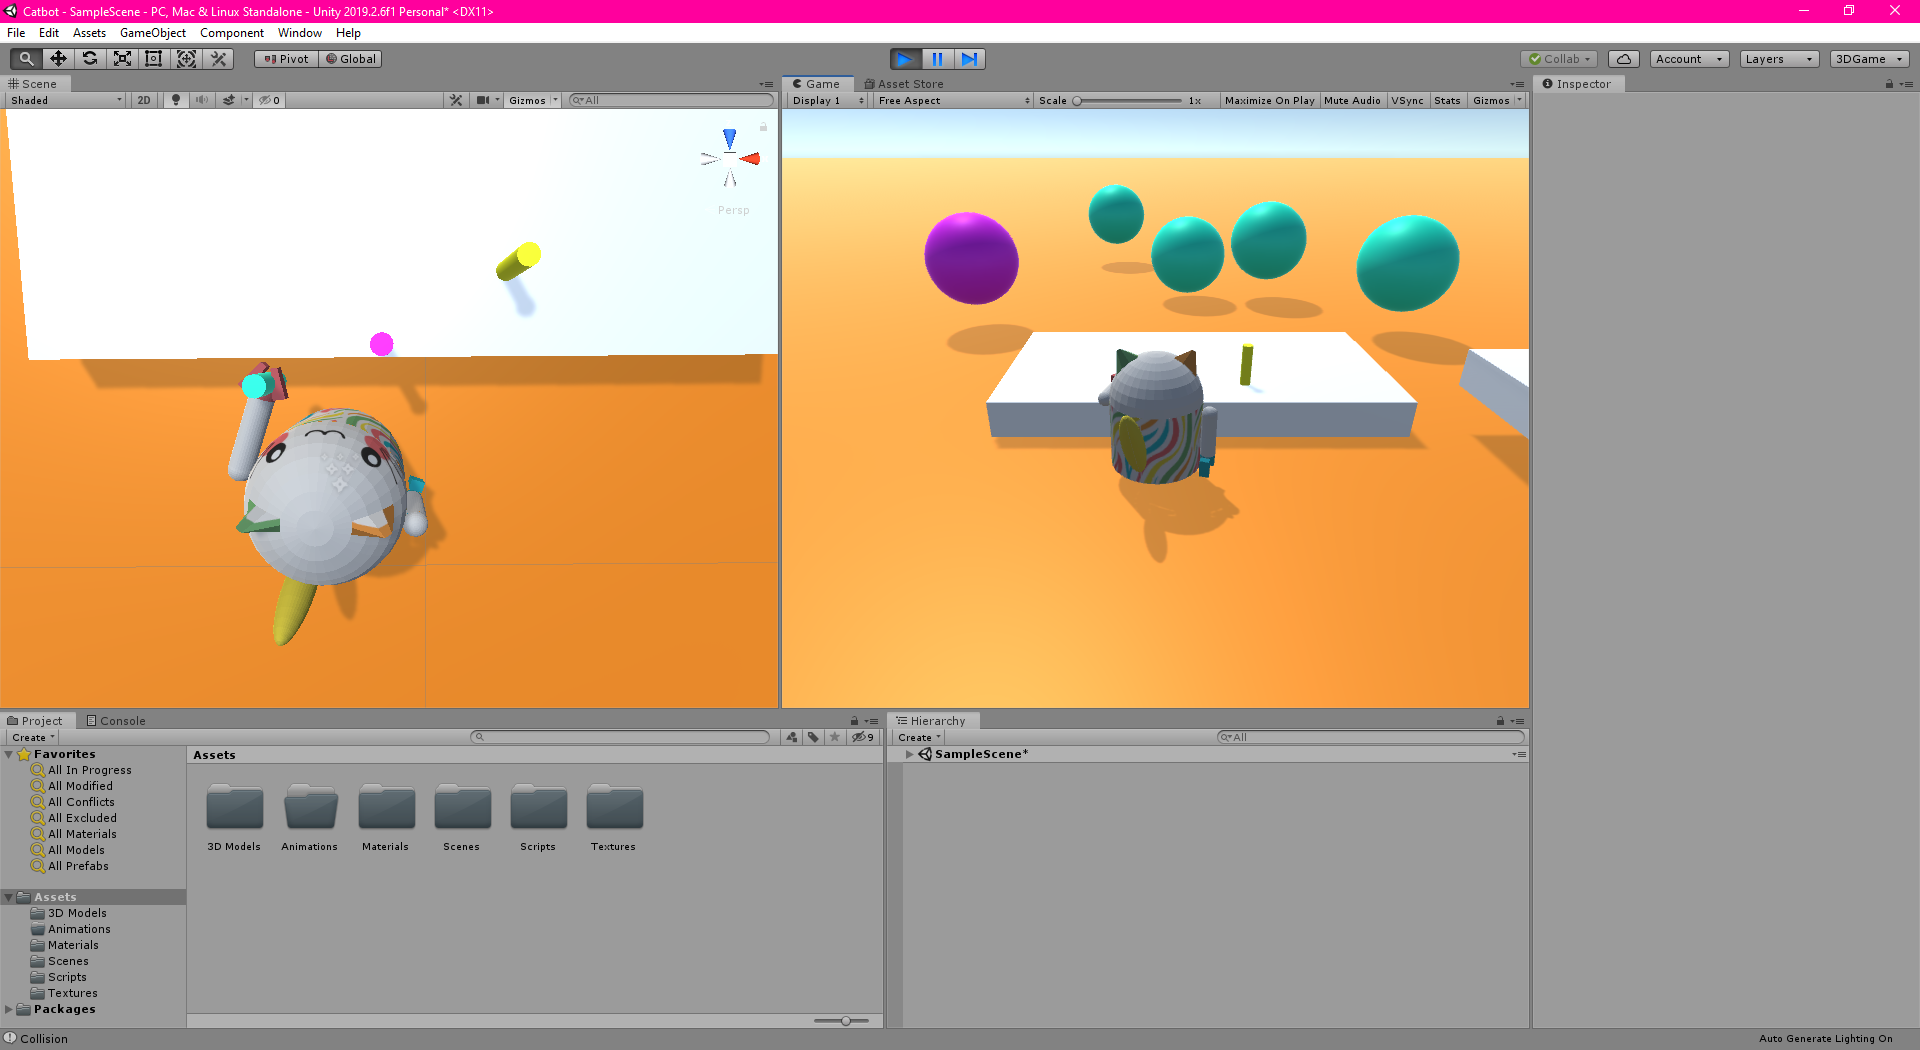 Catbot - SampleScene - PC, Mac & Linux Standalone - Unity 2019.2.6f1 Personal* <DX11>
File Edit Assets GameObject Component Window Help
Pivot Global Collab Account Layers 3DGame
Scene Game Asset Store Inspector
Shaded 2D 0 Gizmos All Display 1 Free Aspect Scale 1x Maximize On Play Mute Audio VSync Stats Gizmos
Persp
Project Console Hierarchy
Create 9 Create All
Favorites
All In Progress
All Modified
All Conflicts
All Excluded
All Materials
All Models
All Prefabs
Assets
3D Models
Animations
Materials
Scenes
Scripts
Textures
Packages
Assets
3D Models Animations Materials Scenes Scripts Textures
SampleScene*
Collision Auto Generate Lighting On